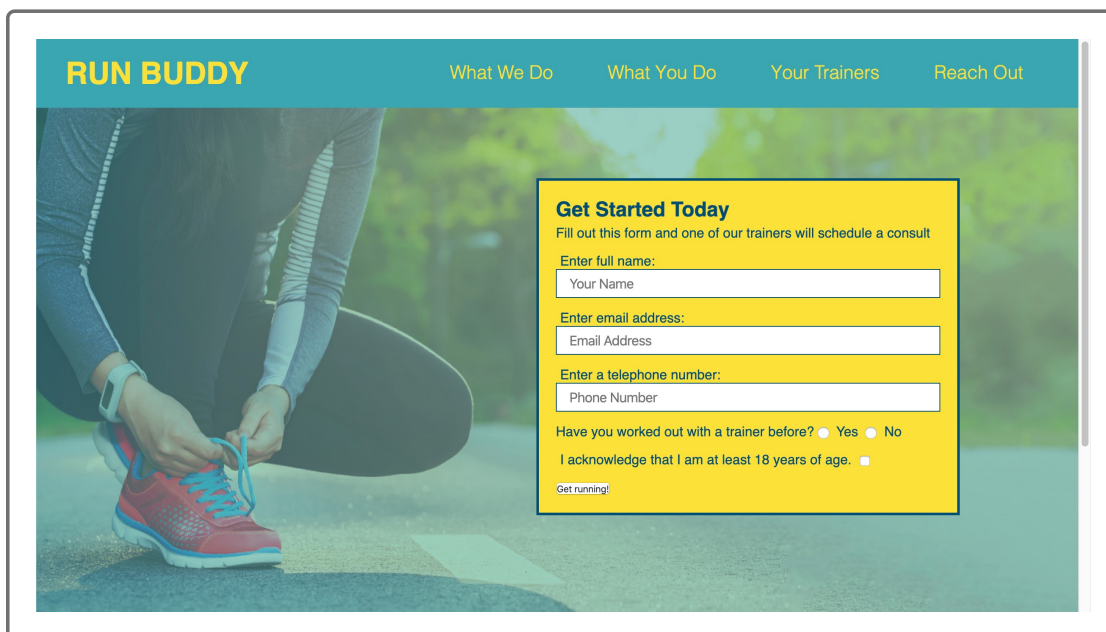 RUN BUDDY
What We Do What You Do Your Trainers Reach Out
Get Started Today
Fill out this form and one of our trainers will schedule a consult
Enter full name:
Your Name
Enter email address:
Email Address
Enter a telephone number:
Phone Number
Have you worked out with a trainer before? Yes No
I acknowledge that I am at least 18 years of age.
Get running!